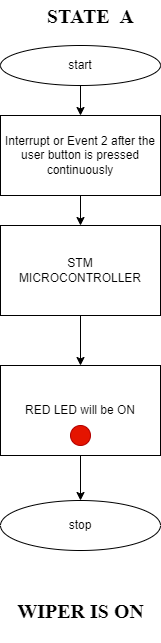 STATE A
start
Interrupt or Event 2 after the
user button is pressed
continuously
STM
MICROCONTROLLER
RED LED will be ON
stop
WIPER IS ON